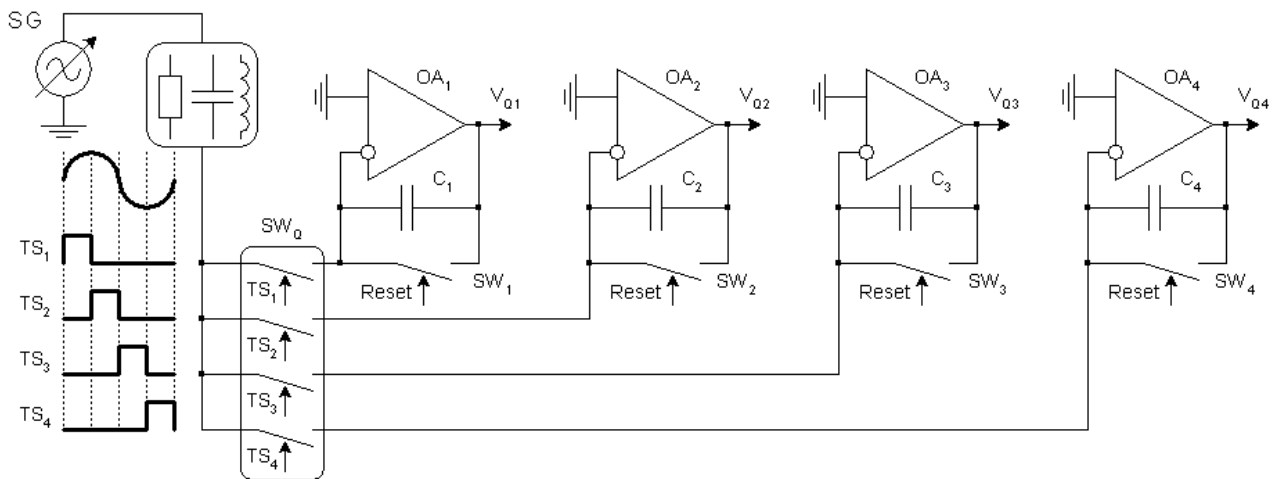 SG
OA1
VQ1
OA2
VQ2
OA3
VQ3
OA4
VQ4
C1
C2
C3
C4
SWQ
TS1
TS1
Reset
SW1
Reset
SW2
Reset
SW3
Reset
SW4
TS2
TS2
TS3
TS3
TS4
TS4